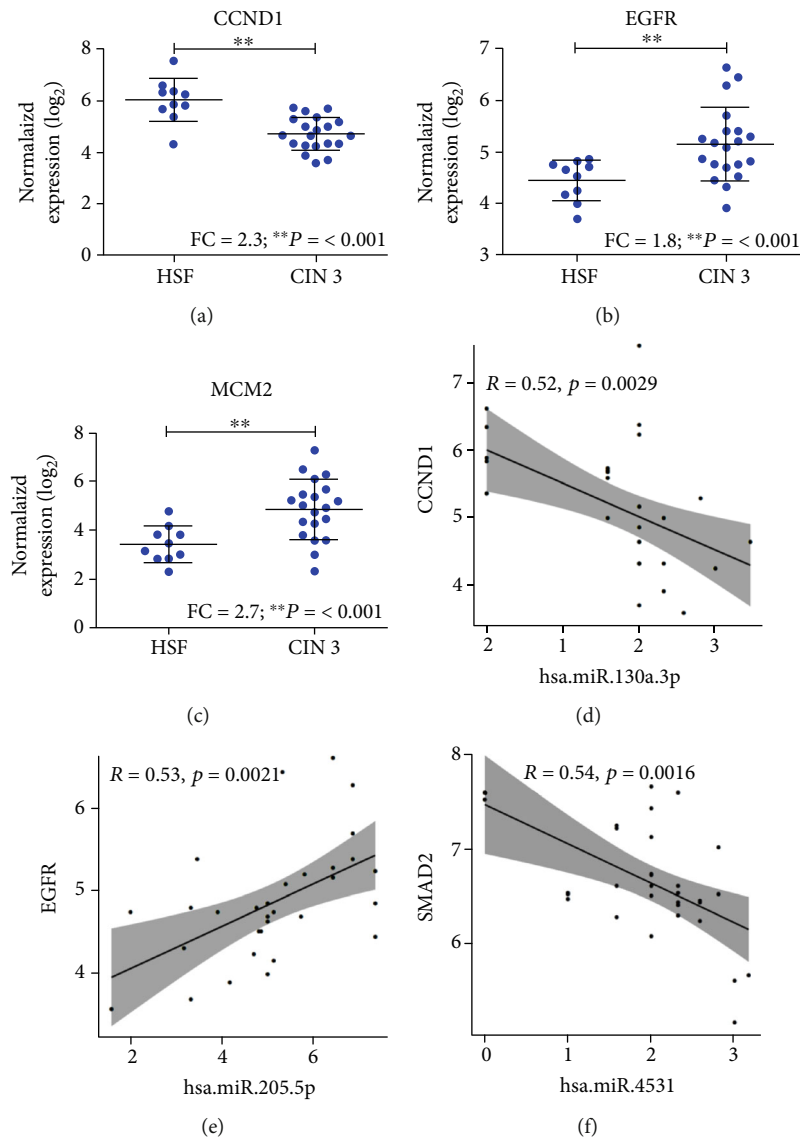 CCND1
**
Normalaizd
expression (log2)
8
6
4
2
0
FC = 2.3; **P = < 0.001
HSF
CIN 3
(a)
EGFR
**
Normalaizd
expression (log2)
7
6
5
4
3
FC = 1.8; **P = < 0.001
HSF
CIN 3
(b)
MCM2
**
Normalaizd
expression (log2)
8
6
4
2
0
FC = 2.7; **P = < 0.001
HSF
CIN 3
(c)
R = 0.52, p = 0.0029
CCND1
7
6
5
4
2 1 2 3
hsa.miR.130a.3p
(d)
R = 0.53, p = 0.0021
EGFR
6
5
4
2 4 6
hsa.miR.205.5p
(e)
R = 0.54, p = 0.0016
SMAD2
8
7
6
0 1 2 3
hsa.miR.4531
(f)